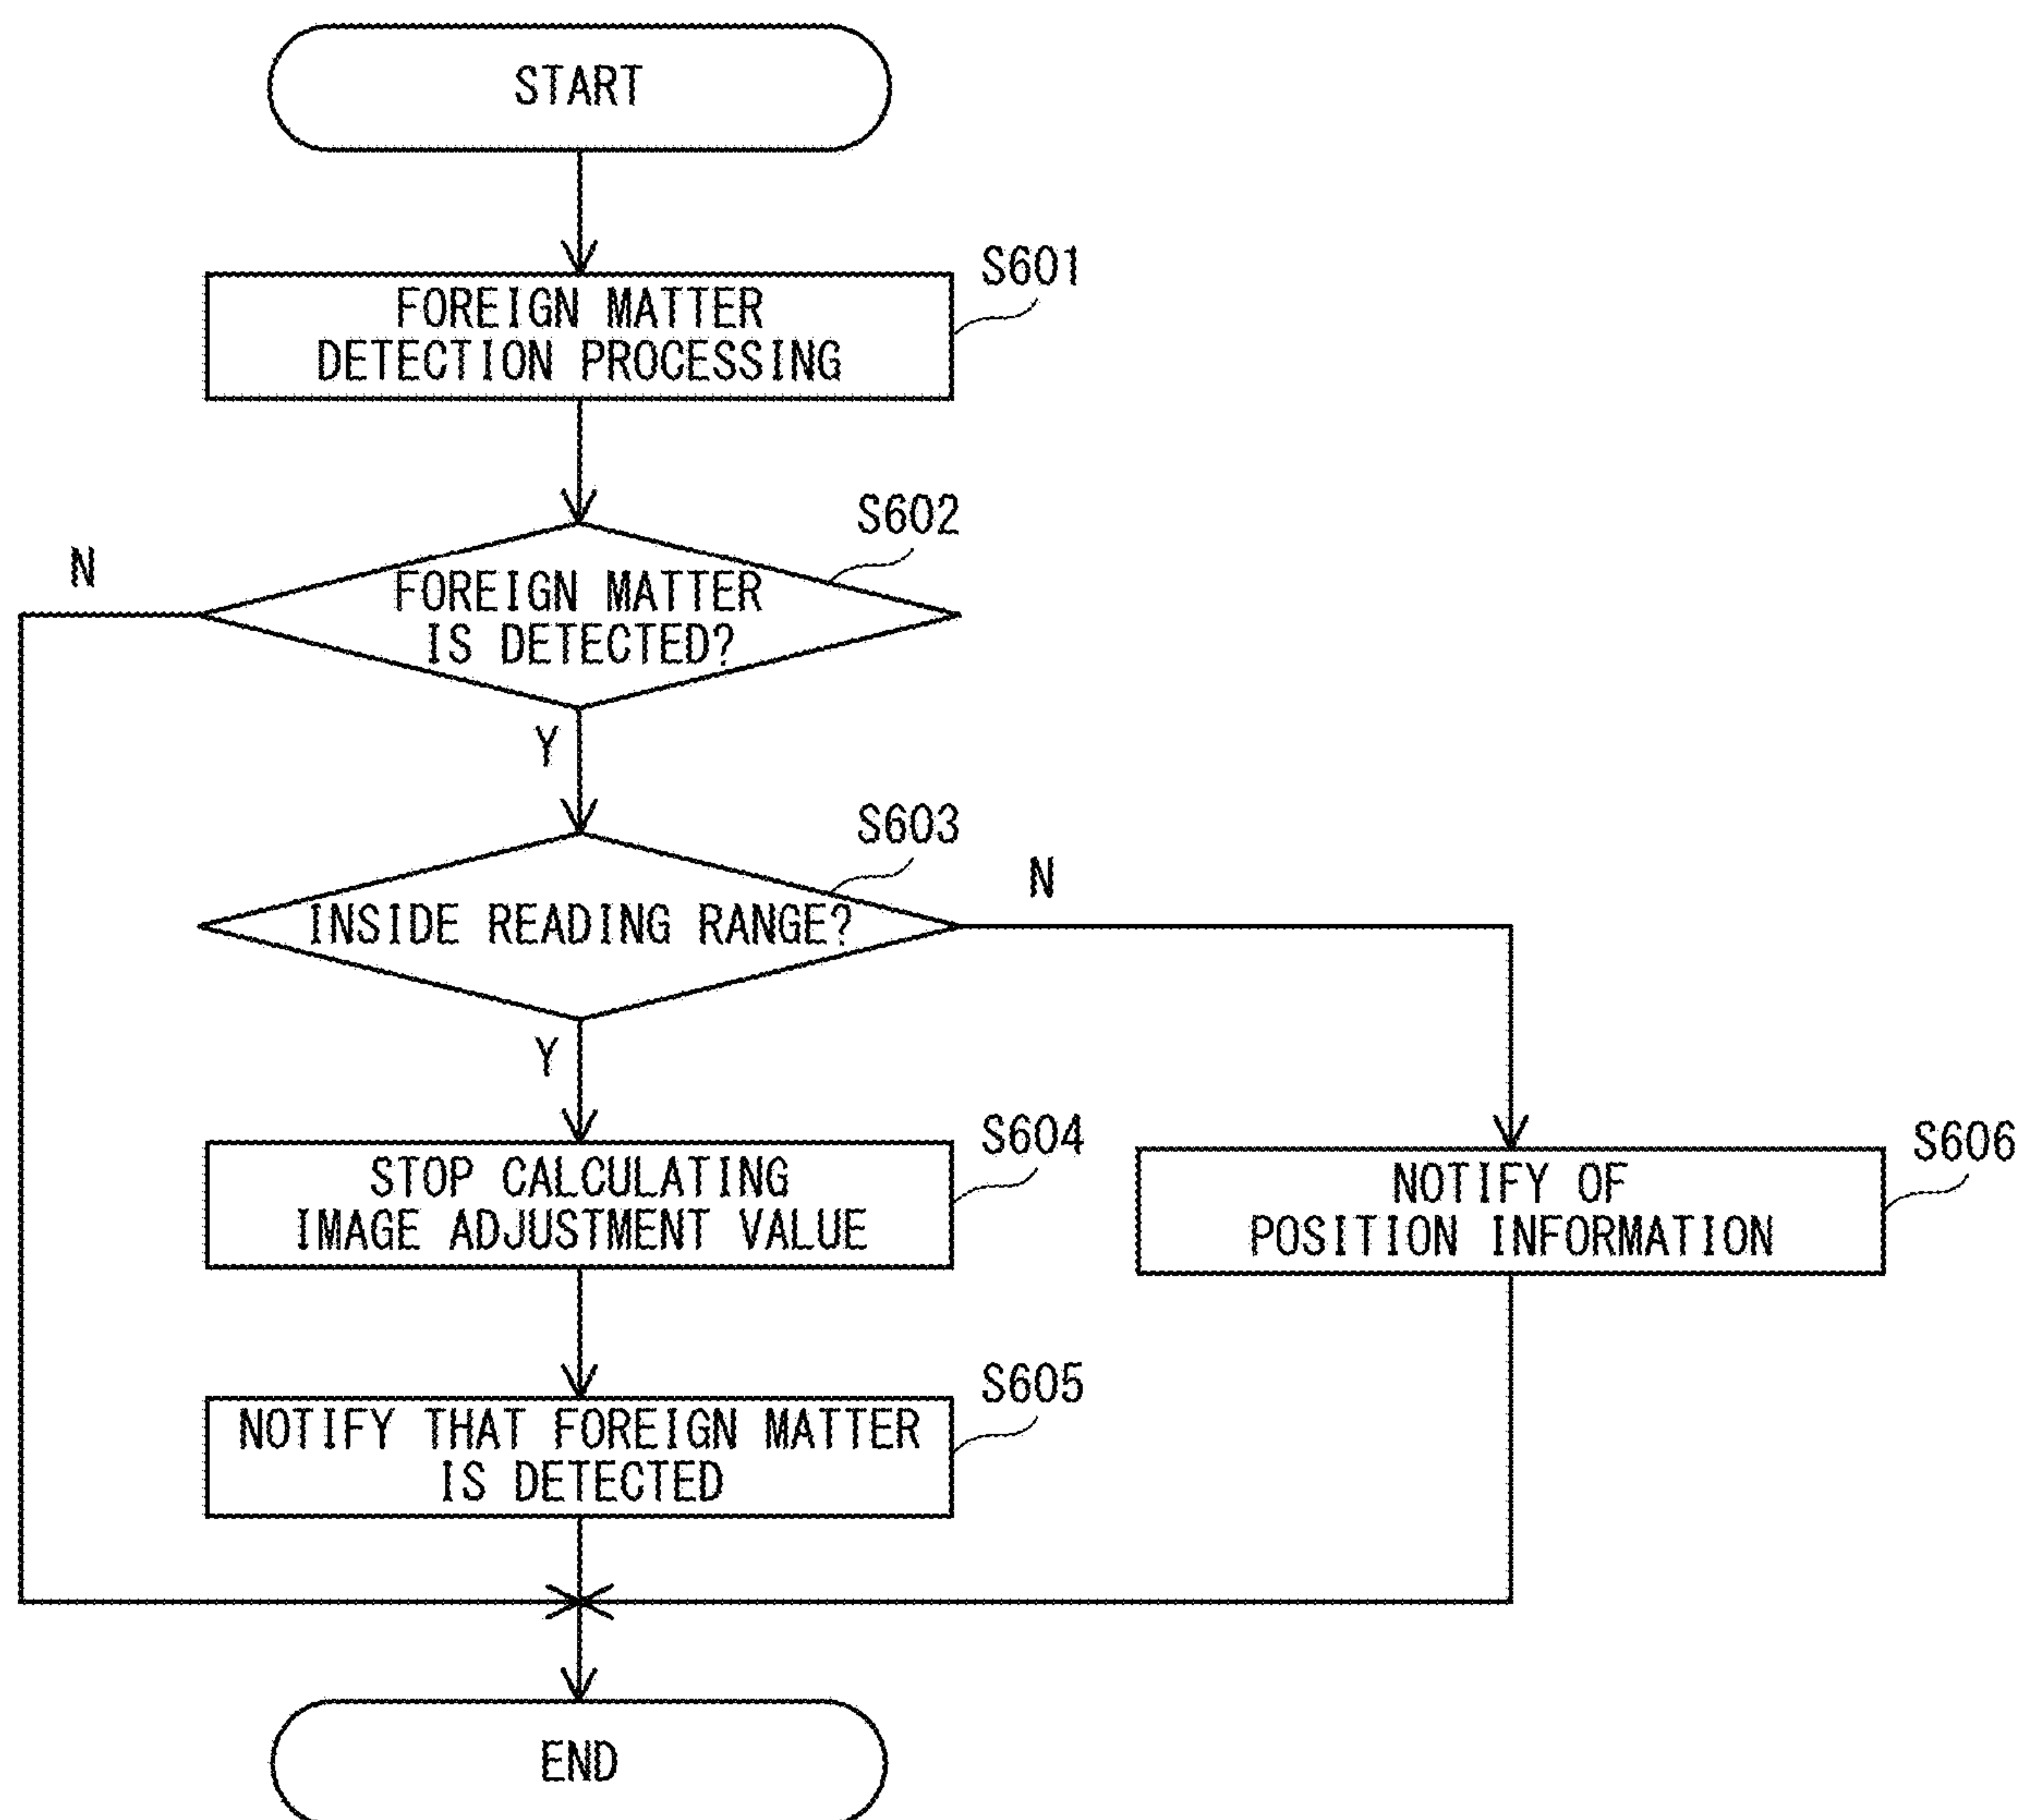 START
S601
FOREIGN MATTER
DETECTION PROCESSING
S602
N
FOREIGN MATTER
IS DETECTED?
Y
S603
N
INSIDE READING RANGE?
Y
S604
STOP CALCULATING
IMAGE ADJUSTMENT VALUE
S606
NOTIFY OF
POSITION INFORMATION
S605
NOTIFY THAT FOREIGN MATTER
IS DETECTED
END